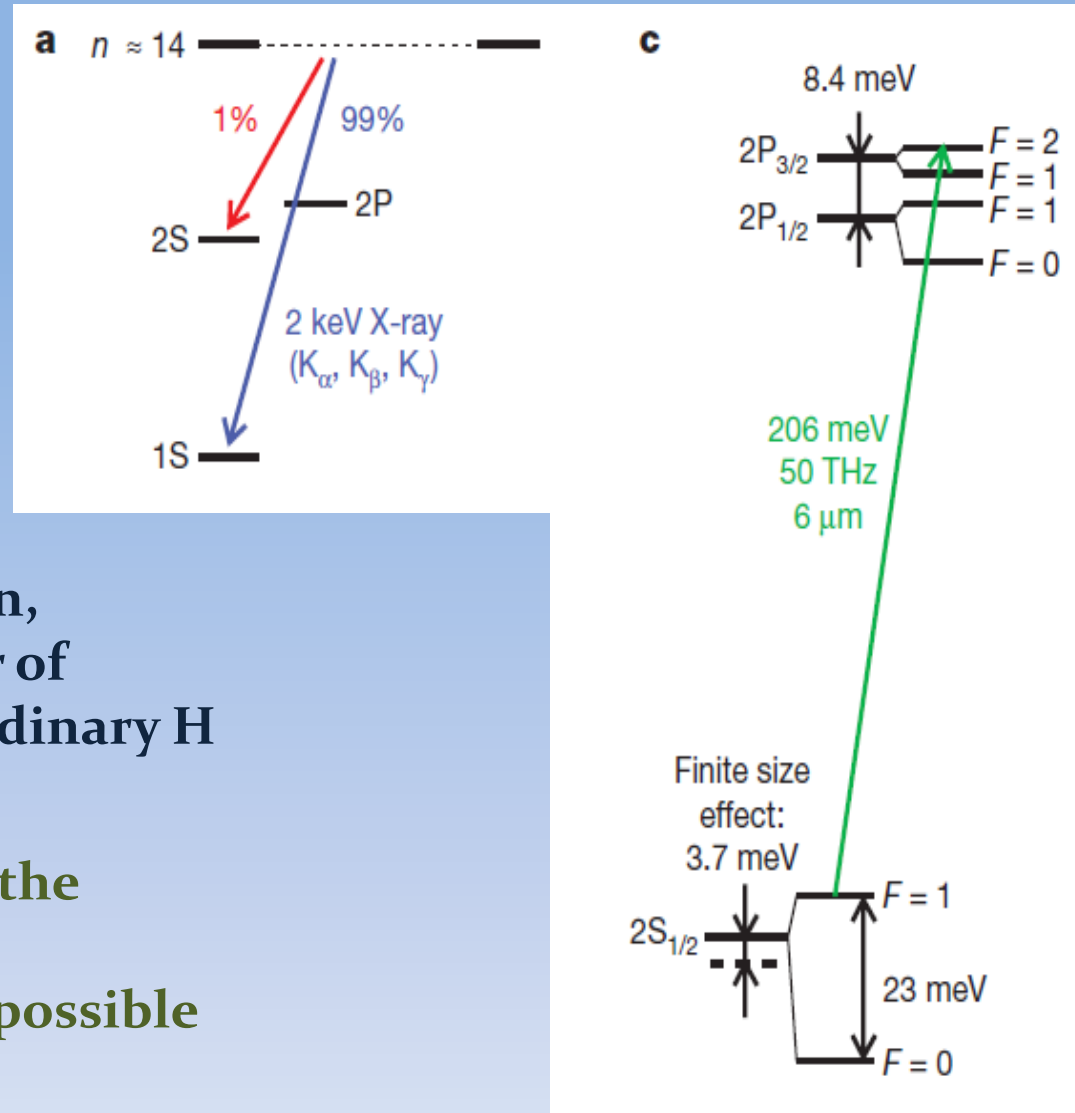 a
n ≈ 14
1%
99%
2P
2S
2 keV X-ray
(Kα, Kβ, Kγ)
1S
n,
r of
dinary H
the
possible
c
8.4 meV
2P3/2
F = 2
F = 1
2P1/2
F = 1
F = 0
206 meV
50 THz
6 μm
Finite size
effect:
3.7 meV
2S1/2
F = 1
23 meV
F = 0